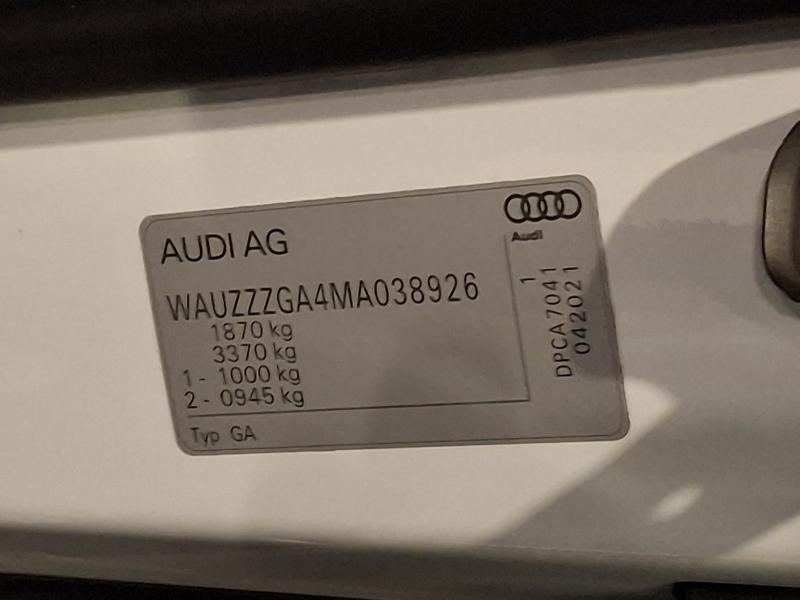 AUDI AG
Audi
WAUZZZGA4MA038926
1870 kg
3370 kg
1 - 1000 kg
2 - 0945 kg
Typ GA
1
DPCA7041
042021